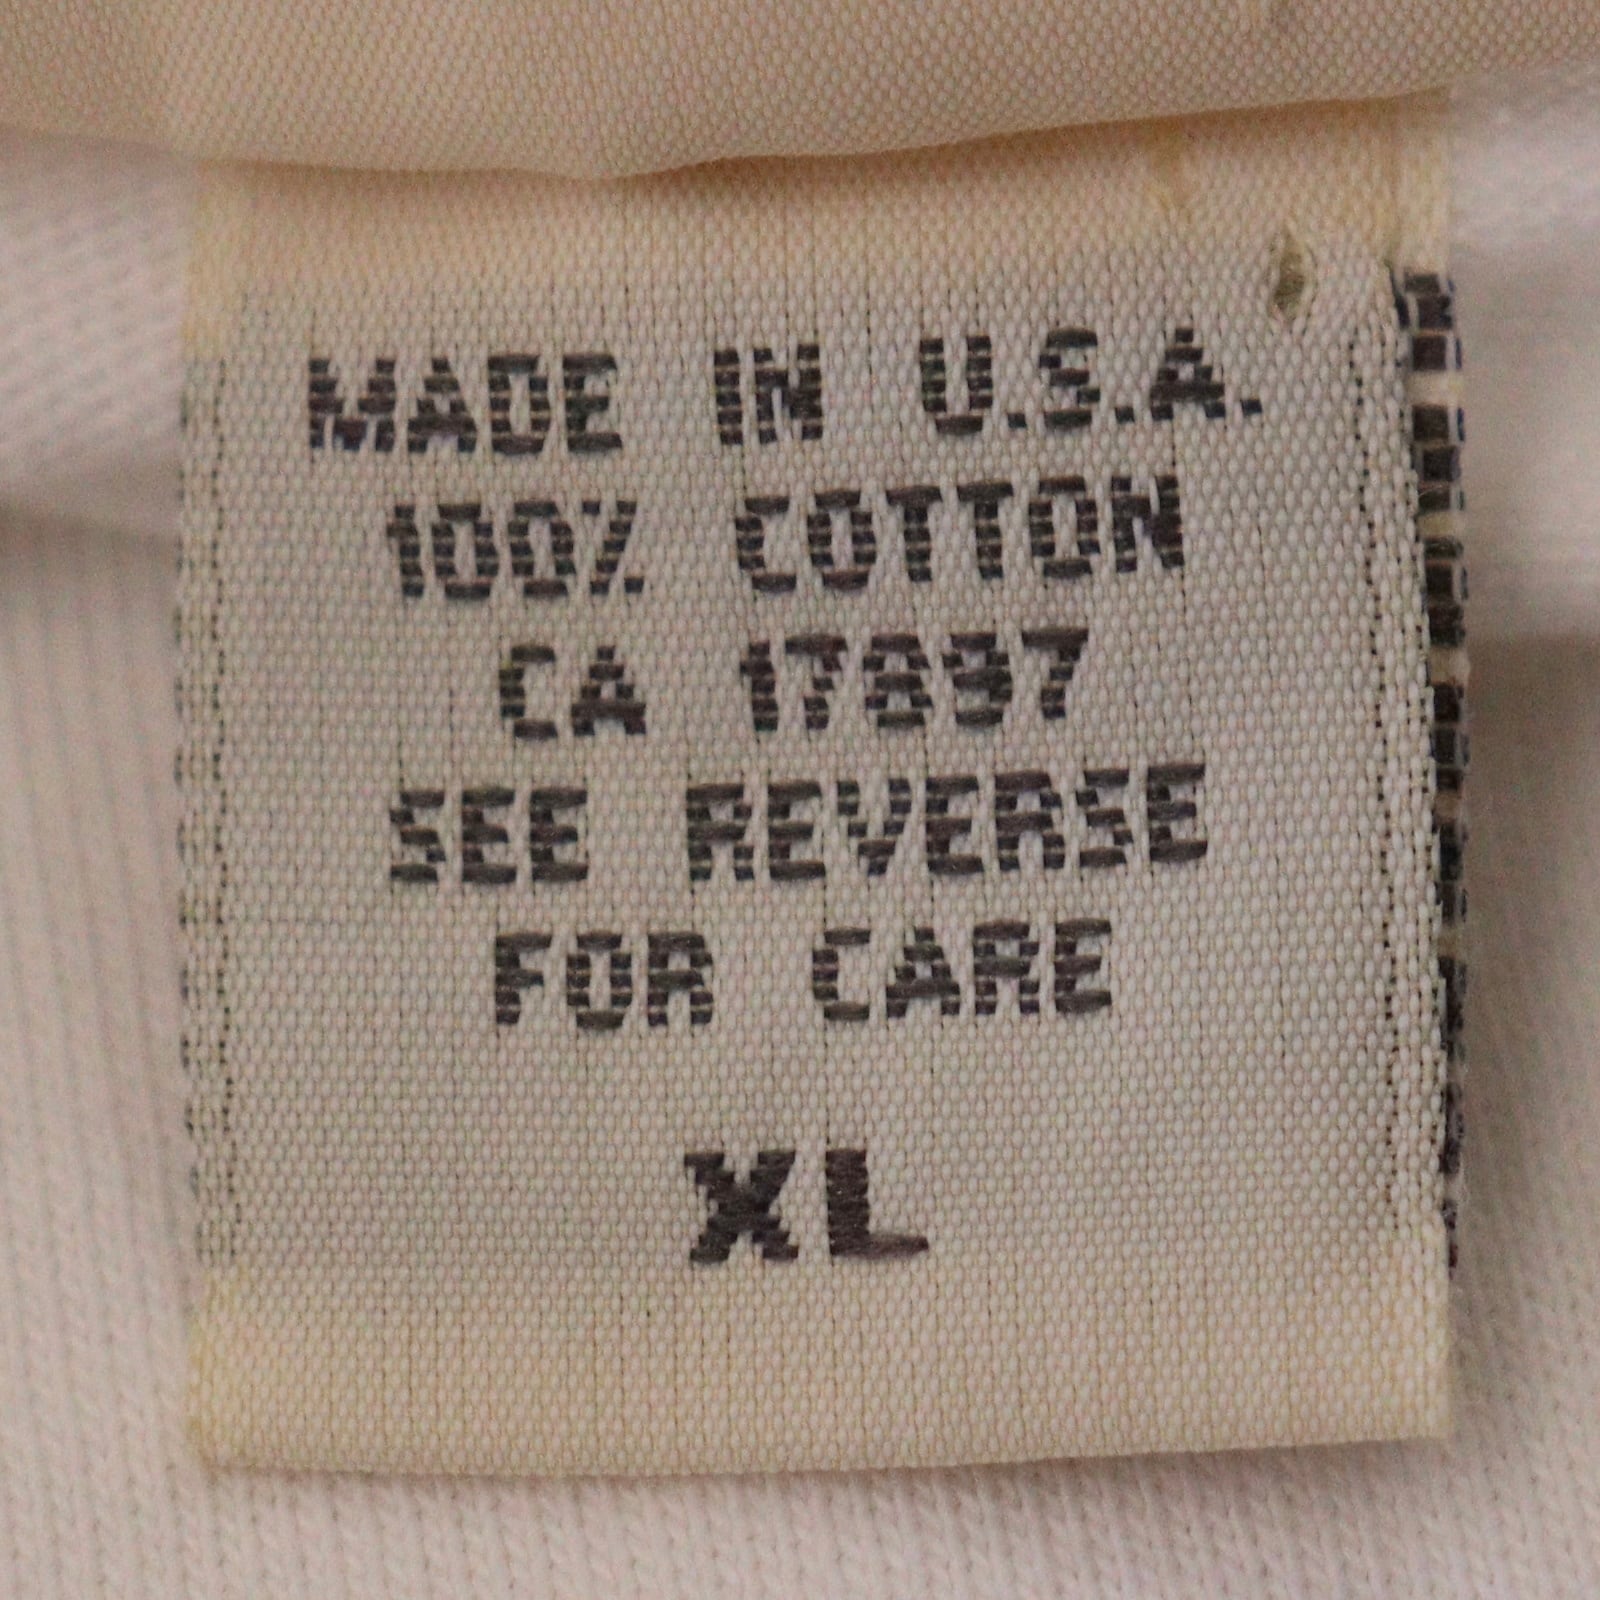 MADE IN U.S.A.
100% COTTON
CA 17897
SEE REVERSE
FOR CARE
XL